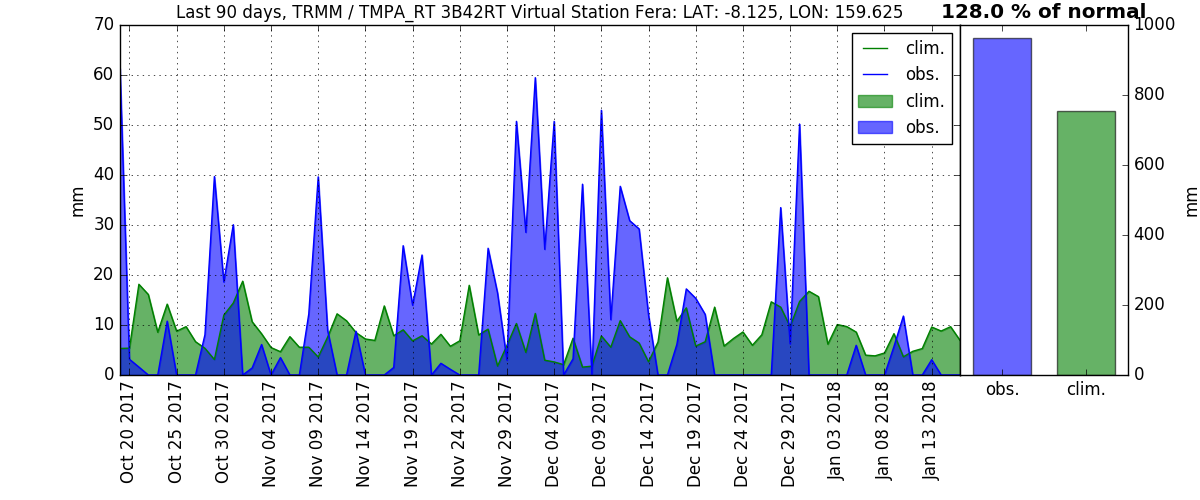 Last 90 days, TRMM / TMPA_RT 3B42RT Virtual Station Fera: LAT: -8.125, LON: 159.625
128.0 % of normal
70
60
50
40
30
20
10
0
mm
clim.
obs.
clim.
obs.
1000
800
600
400
200
0
mm
obs.
clim.
Oct 20 2017
Oct 25 2017
Oct 30 2017
Nov 04 2017
Nov 09 2017
Nov 14 2017
Nov 19 2017
Nov 24 2017
Nov 29 2017
Dec 04 2017
Dec 09 2017
Dec 14 2017
Dec 19 2017
Dec 24 2017
Dec 29 2017
Jan 03 2018
Jan 08 2018
Jan 13 2018